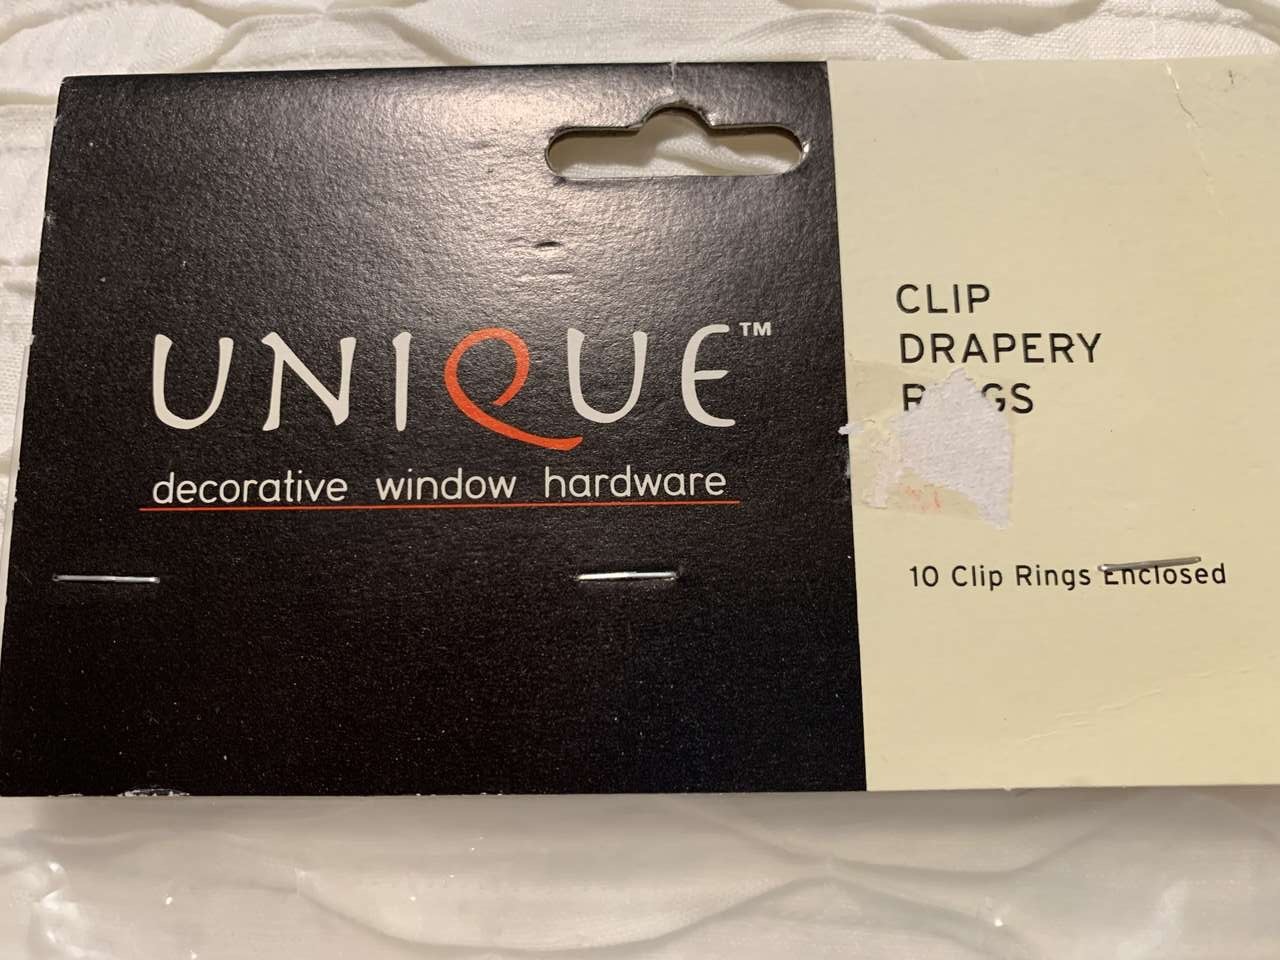 UNIQUE™
decorative window hardware
CLIP
DRAPERY
10 Clip Rings Enclosed